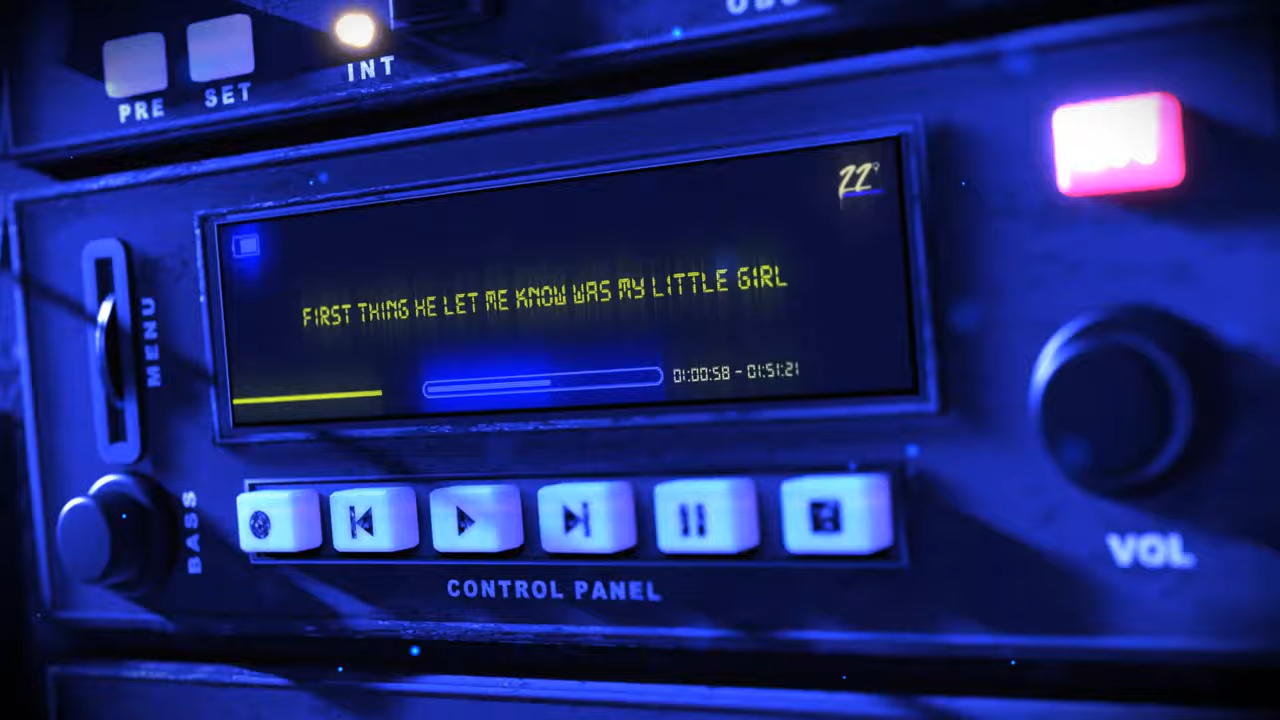 PRE
SET
INT
22°
FIRST THING HE LET ME KNOW WAS MY LITTLE GIRL
01:00:58 - 01:51:21
MENU
BASS
CONTROL PANEL
VOL